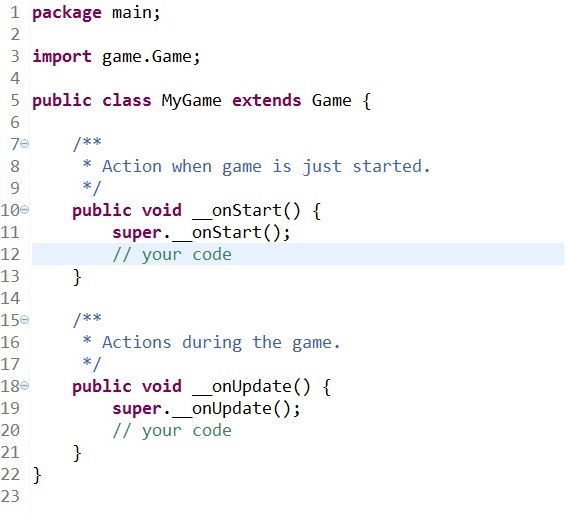 1 package main;
2
3 import game.Game;
4
5 public class MyGame extends Game {
6
7 /**
8 * Action when game is just started.
9 */
10 public void __onStart() {
11 super.__onStart();
12 // your code
13 }
14
15 /**
16 * Actions during the game.
17 */
18 public void __onUpdate() {
19 super.__onUpdate();
20 // your code
21 }
22 }
23